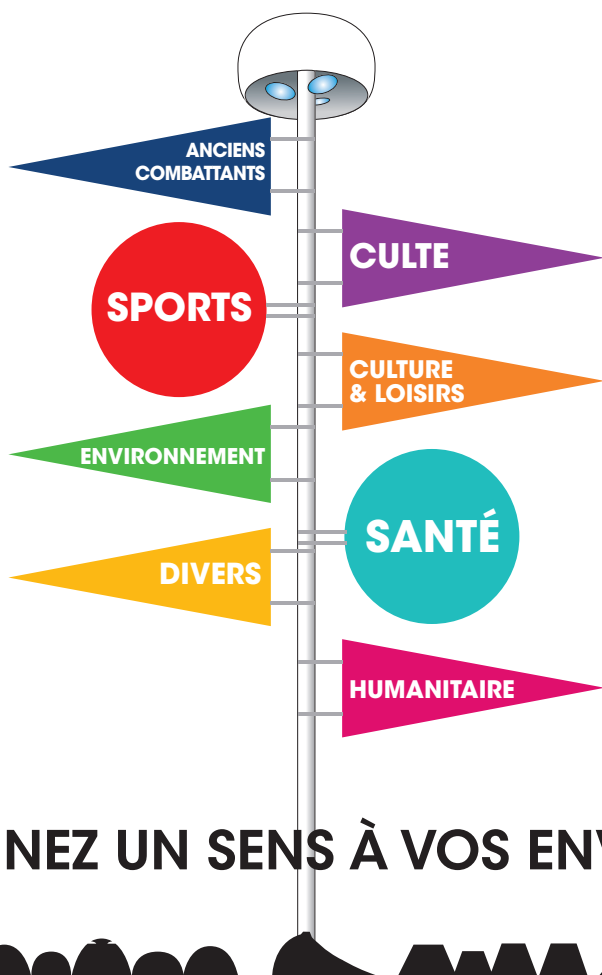 ANCIENS
COMBATTANTS
CULTE
SPORTS
CULTURE
& LOISIRS
ENVIRONNEMENT
SANTÉ
DIVERS
HUMANITAIRE
NEZ UN SENS À VOS ENV